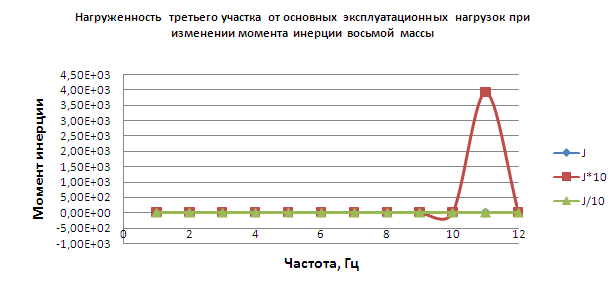 Нагруженность третьего участка от основных эксплуатационных нагрузок при
изменении момента инерции восьмой массы
Момент инерции
4,50E+03
4,00E+03
3,50E+03
3,00E+03
2,50E+03
2,00E+03
1,50E+03
1,00E+03
5,00E+02
0,00E+00
-5,00E+02
-1,00E+03
0 2 4 6 8 10 12
Частота, Гц
J
J*10
J/10